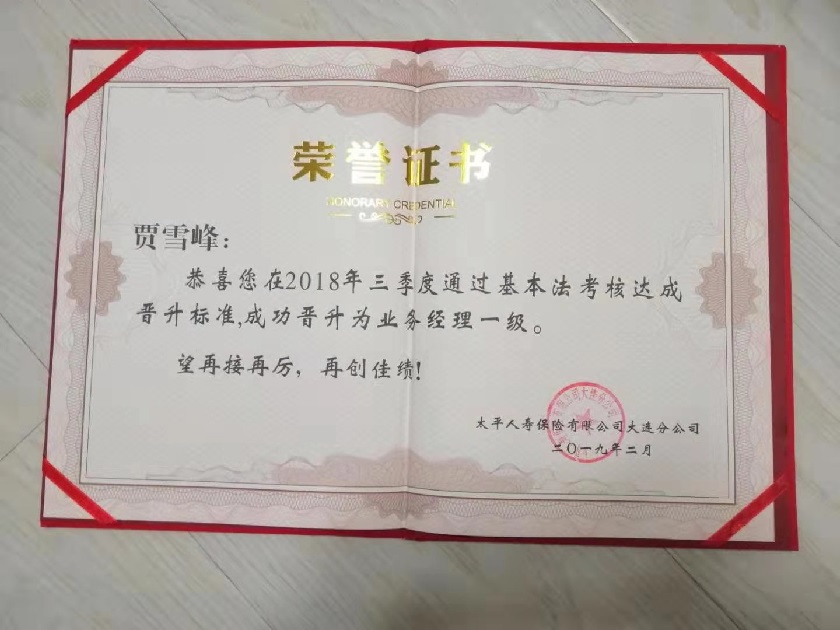 荣誉证书
HONORARY CREDENTIAL
贾雪峰：
恭喜您在2018年三季度通过基本法考核达成
晋升标准,成功晋升为业务经理一级。
望再接再厉，再创佳绩!
太平人寿保险有限公司大连分公司
二〇一九年二月